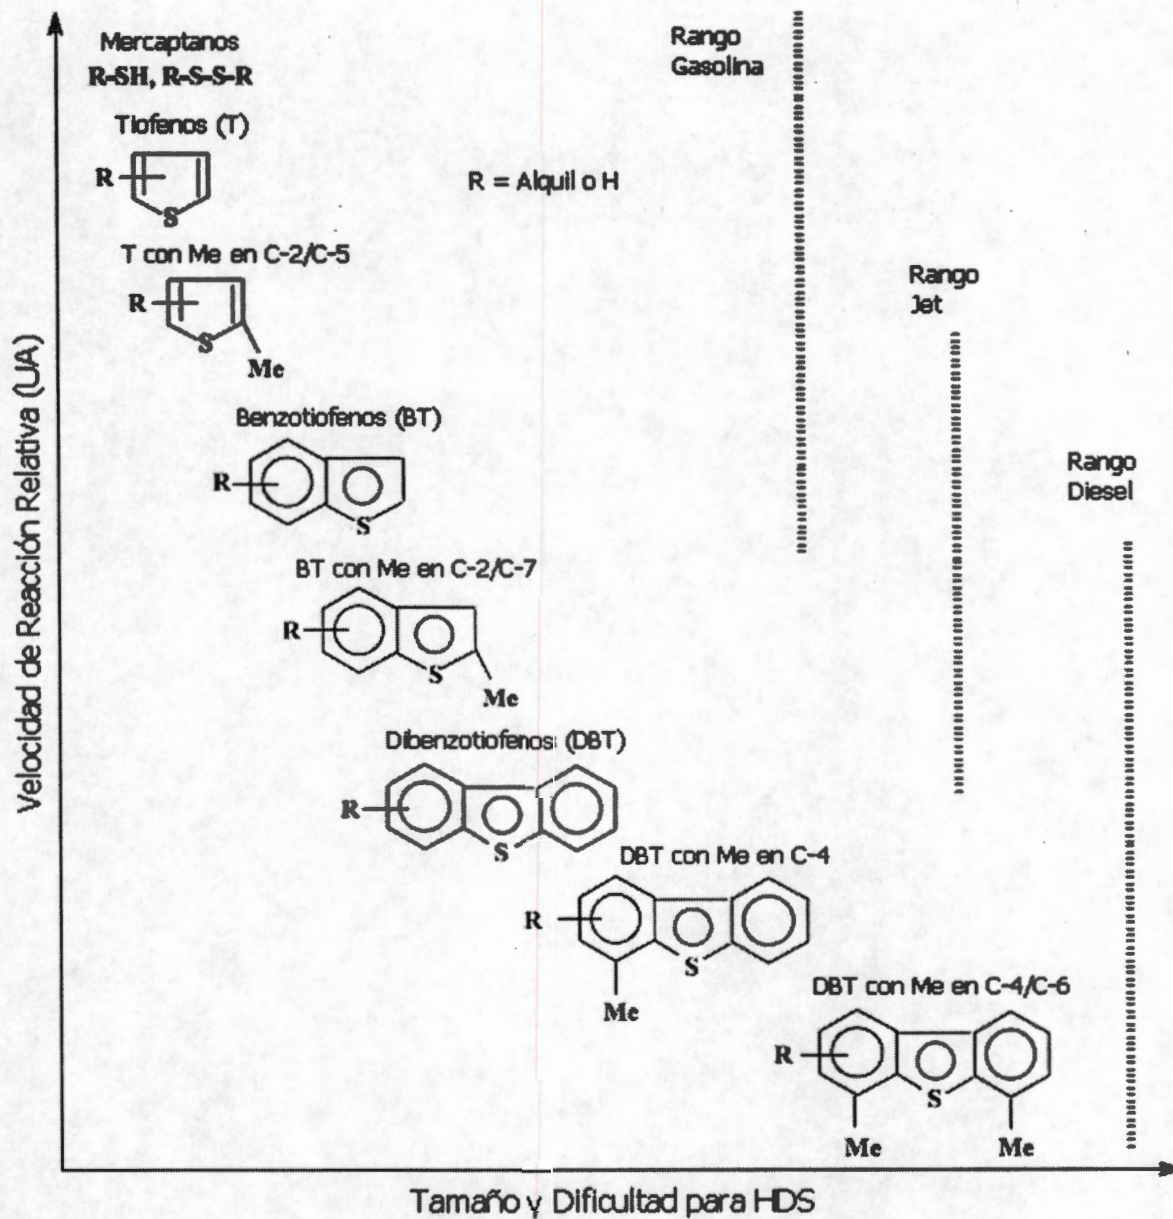 Mercaptanos
R-SH, R-S-S-R
Rango
Gasolina
Tiofenos (T)
R
S
R = Alquil o H
T con Me en C-2/C-5
R
S
Me
Rango
Jet
Benzotiofenos (BT)
R
S
Rango
Diesel
BT con Me en C-2/C-7
R
S
Me
Dibenzotiofenos (DBT)
R
S
DBT con Me en C-4
R
S
Me
DBT con Me en C-4/C-6
R
S
Me
Me
Velocidad de Reacción Relativa (UA)
Tamaño y Dificultad para HDS